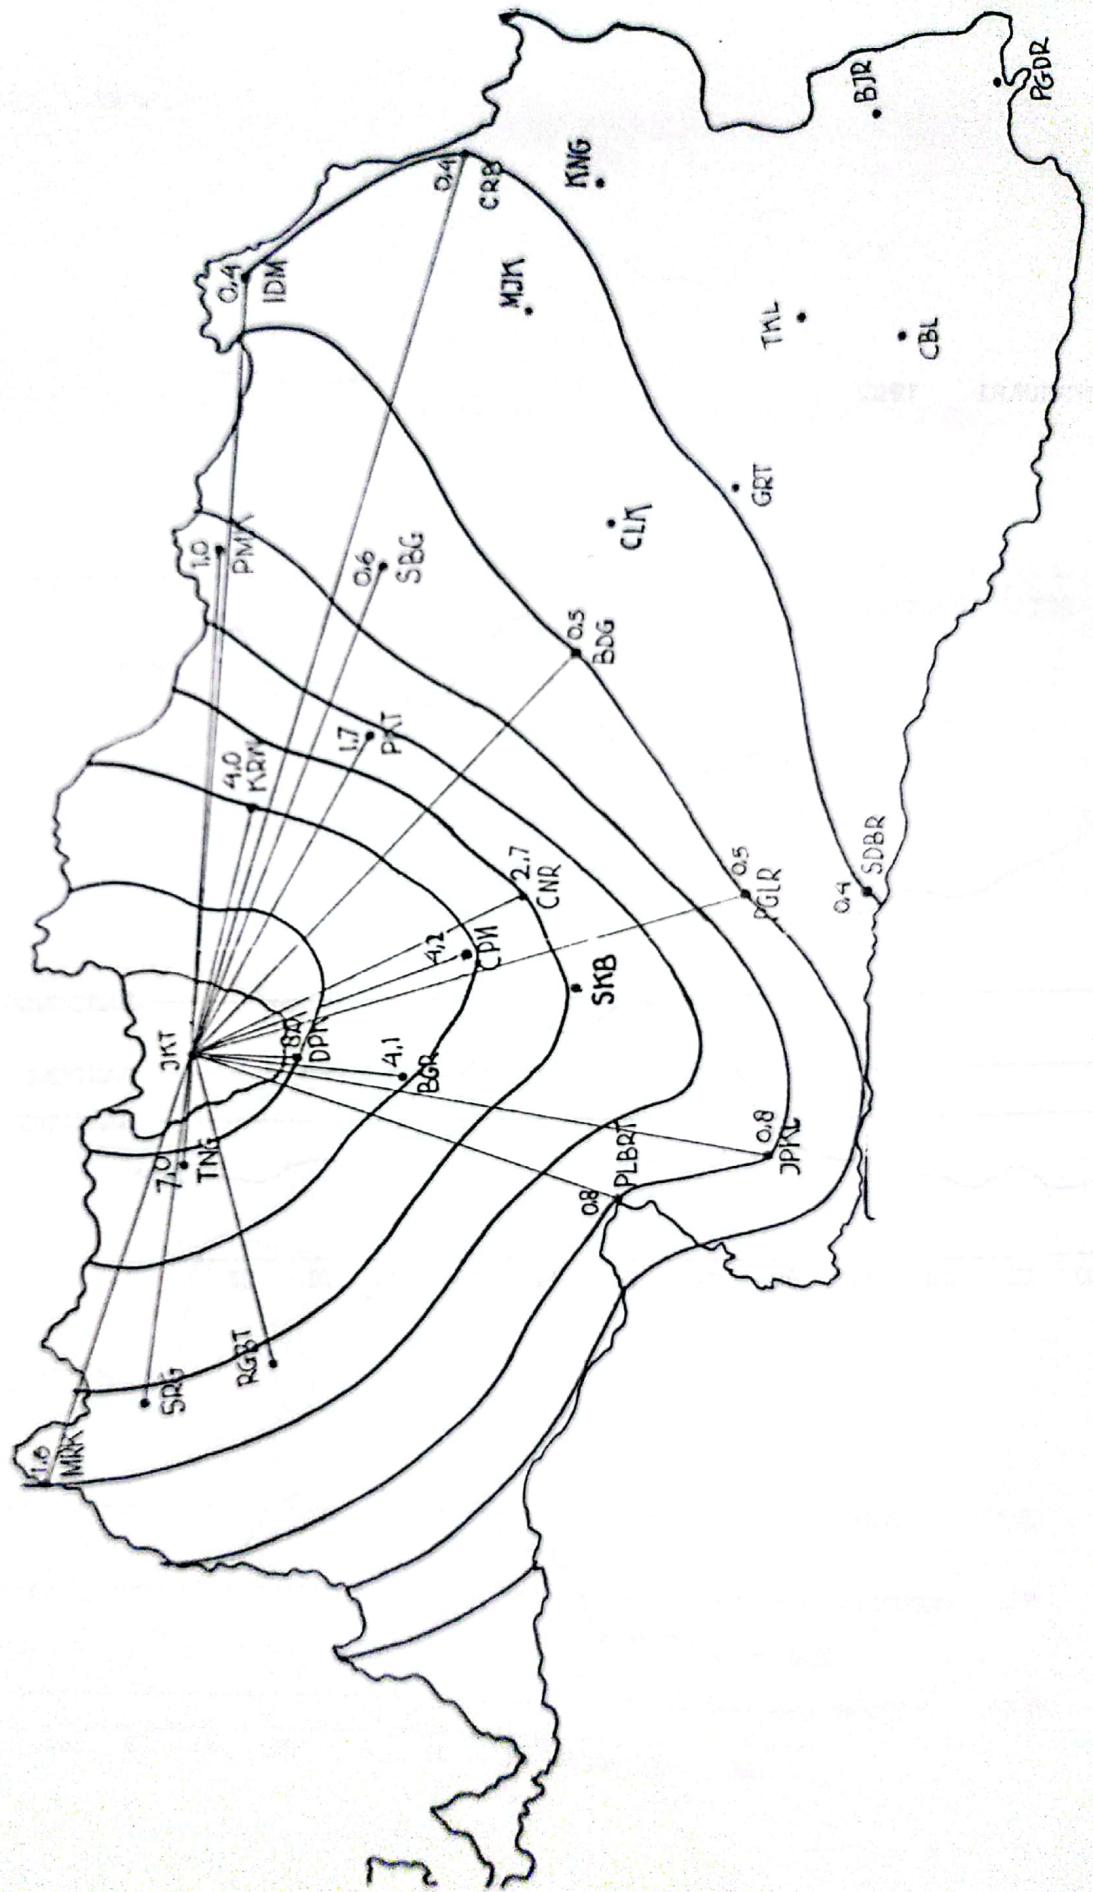 PGDR
BJR
KNG
0.4
CRB
0.4
IDM
MJK
TKL
CBL
GRT
CLK
1.0
PMK
0.6
SBG
0.5
BDG
1.7
PKT
4.0
KRW
2.7
CNR
0.5
PGLR
0.4
SDBR
4,2
CPN
SKB
JKT
DPK
4.1
BGR
7.0
TNG
0.8
JPKL
0.8
PLBRT
RGBT
SRG
1.6
MRK